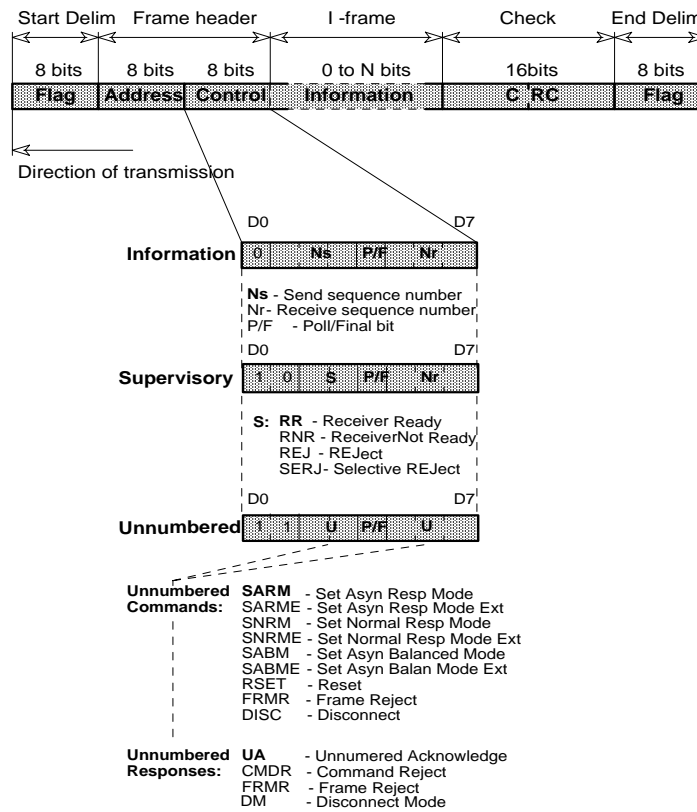 Start Delim Frame header I -frame Check End Delim
8 bits 8 bits 8 bits 0 to N bits 16bits 8 bits
Flag Address Control Information C RC Flag
Direction of transmission
D0 D7
Information 0 Ns P/F Nr
Ns - Send sequence number
Nr- Receive sequence number
P/F - Poll/Final bit
D0 D7
Supervisory 1 0 S P/F Nr
S: RR - Receiver Ready
RNR - ReceiverNot Ready
REJ - REJect
SERJ- Selective REJect
D0 D7
Unnumbered 1 1 U P/F U
Unnumbered SARM - Set Asyn Resp Mode
Commands: SARME - Set Asyn Resp Mode Ext
SNRM - Set Normal Resp Mode
SNRME - Set Normal Resp Mode Ext
SABM - Set Asyn Balanced Mode
SABME - Set Asyn Balan Mode Ext
RSET - Reset
FRMR - Frame Reject
DISC - Disconnect
Unnumbered UA - Unnumered Acknowledge
Responses: CMDR - Command Reject
FRMR - Frame Reject
DM - Disconnect Mode